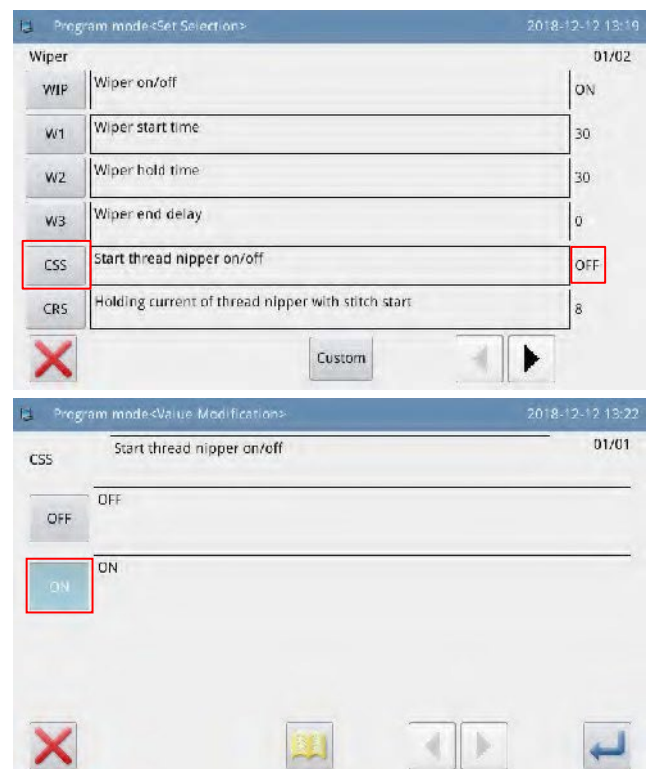 Program mode<Set Selection> 2018-12-12 13:19
Wiper 01/02
WIP Wiper on/off ON
W1 Wiper start time 30
W2 Wiper hold time 30
W3 Wiper end delay 0
CSS Start thread nipper on/off OFF
CRS Holding current of thread nipper with stitch start 8
Custom
Program mode<Value Modification> 2018-12-12 13:22
CSS Start thread nipper on/off 01/01
OFF OFF
ON ON